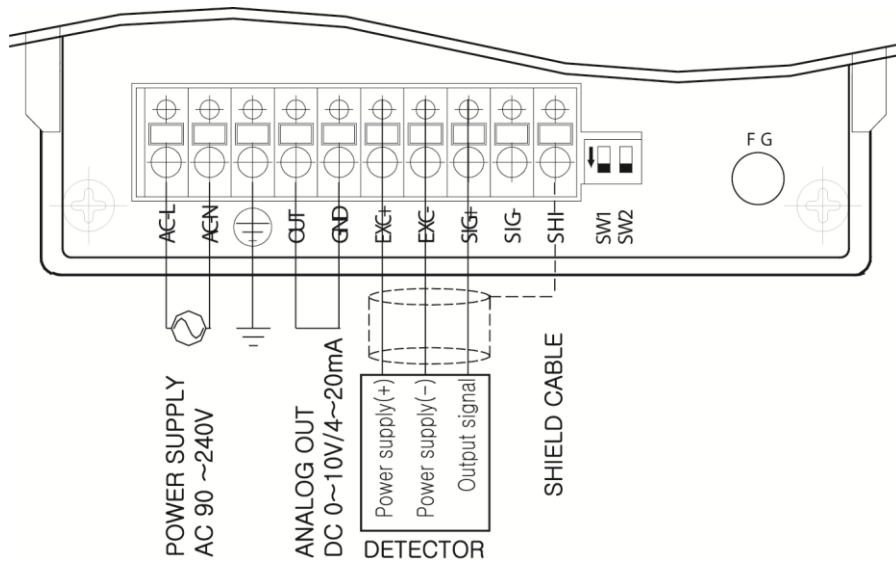 F G
AC-L
AC-N
OUT
GND
EXC+
EXC-
SIG+
SIG-
SHI
SW1
SW2
POWER SUPPLY
AC 90 ~240V
ANALOG OUT
DC 0~10V/4~20mA
Power supply(+)
Power supply(-)
Output signal
DETECTOR
SHIELD CABLE